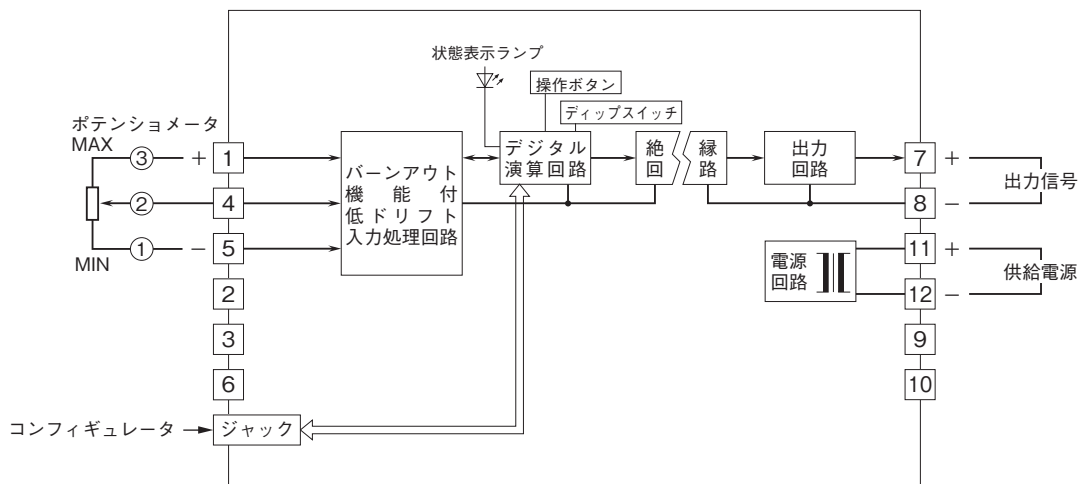 状態表示ランプ
操作ボタン
ディップスイッチ
ポテンショメータ
MAX
③ + 1
② 4
① − 5
MIN
2
3
6
バーンアウト
機能付
低ドリフト
入力処理回路
デジタル
演算回路
絶縁
回路
出力
回路
7 +
8 −
出力信号
電源
回路
11 +
12 −
供給電源
9
10
コンフィギュレータ
ジャック